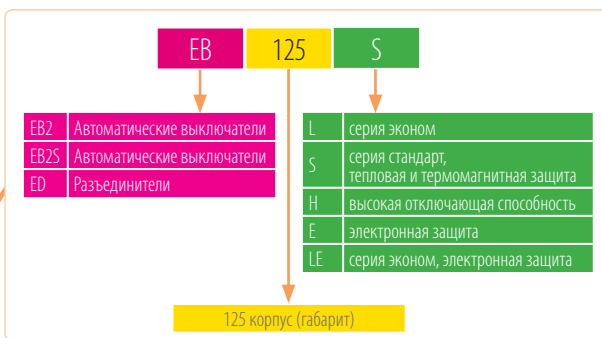 EB 125 S
EB2 Автоматические выключатели
EB2S Автоматические выключатели
ED Разъединители
L серия эконом
S серия стандарт,
тепловая и термомагнитная защита
H высокая отключающая способность
E электронная защита
LE серия эконом, электронная защита
125 корпус (габарит)